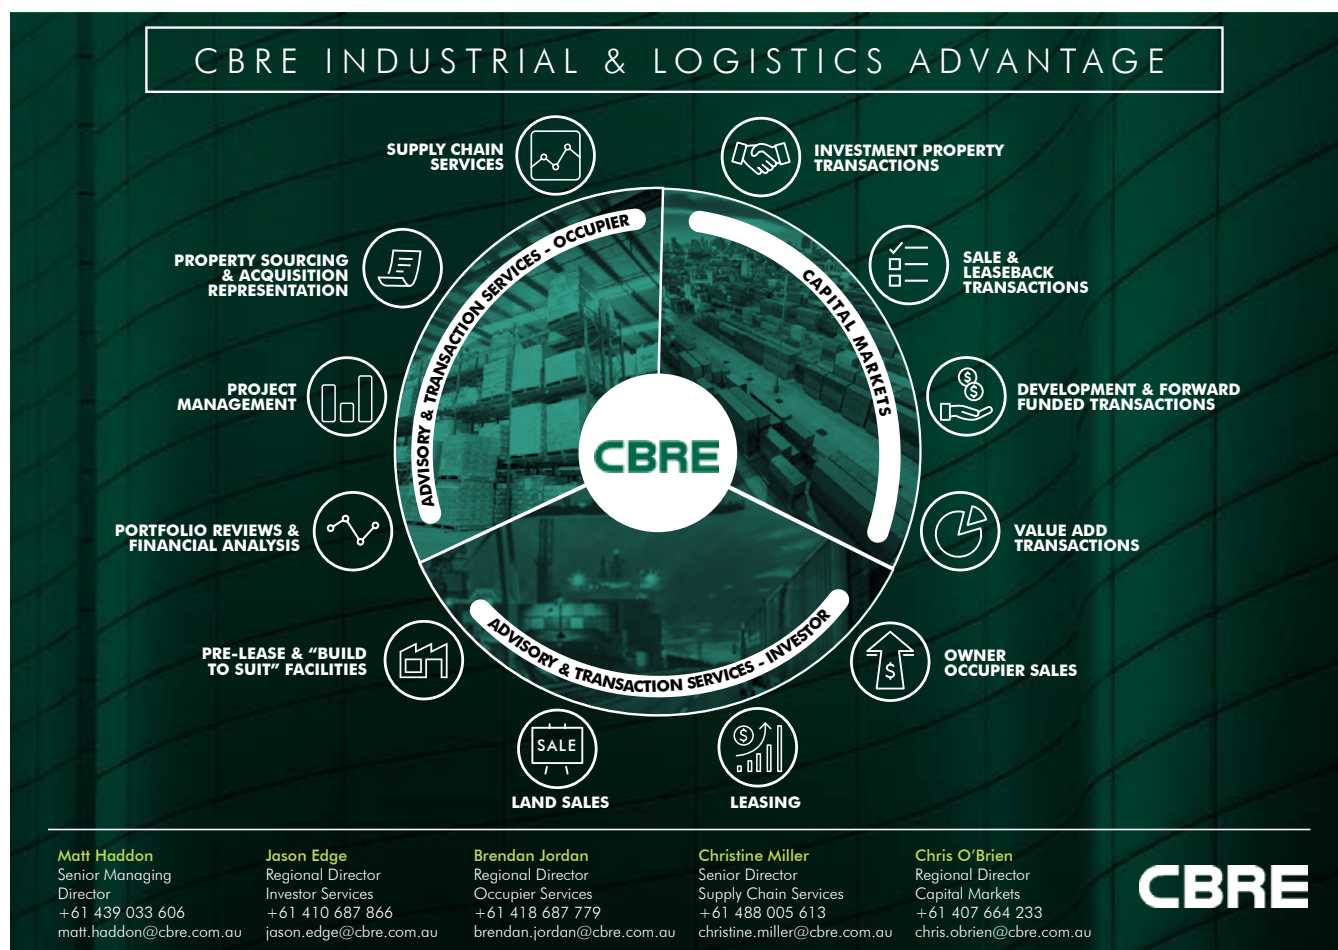 CBRE INDUSTRIAL & LOGISTICS ADVANTAGE
SUPPLY CHAIN
SERVICES
INVESTMENT PROPERTY
TRANSACTIONS
PROPERTY SOURCING
& ACQUISITION
REPRESENTATION
SALE &
LEASEBACK
TRANSACTIONS
PROJECT
MANAGEMENT
DEVELOPMENT & FORWARD
FUNDED TRANSACTIONS
PORTFOLIO REVIEWS &
FINANCIAL ANALYSIS
VALUE ADD
TRANSACTIONS
PRE-LEASE & “BUILD
TO SUIT” FACILITIES
OWNER
OCCUPIER SALES
SALE
LAND SALES
LEASING
ADVISORY & TRANSACTION SERVICES - OCCUPIER
CAPITAL MARKETS
ADVISORY & TRANSACTION SERVICES - INVESTOR
CBRE
Matt Haddon
Senior Managing
Director
+61 439 033 606
matt.haddon@cbre.com.au
Jason Edge
Regional Director
Investor Services
+61 410 687 866
jason.edge@cbre.com.au
Brendan Jordan
Regional Director
Occupier Services
+61 418 687 779
brendan.jordan@cbre.com.au
Christine Miller
Senior Director
Supply Chain Services
+61 488 005 613
christine.miller@cbre.com.au
Chris O’Brien
Regional Director
Capital Markets
+61 407 664 233
chris.obrien@cbre.com.au
CBRE